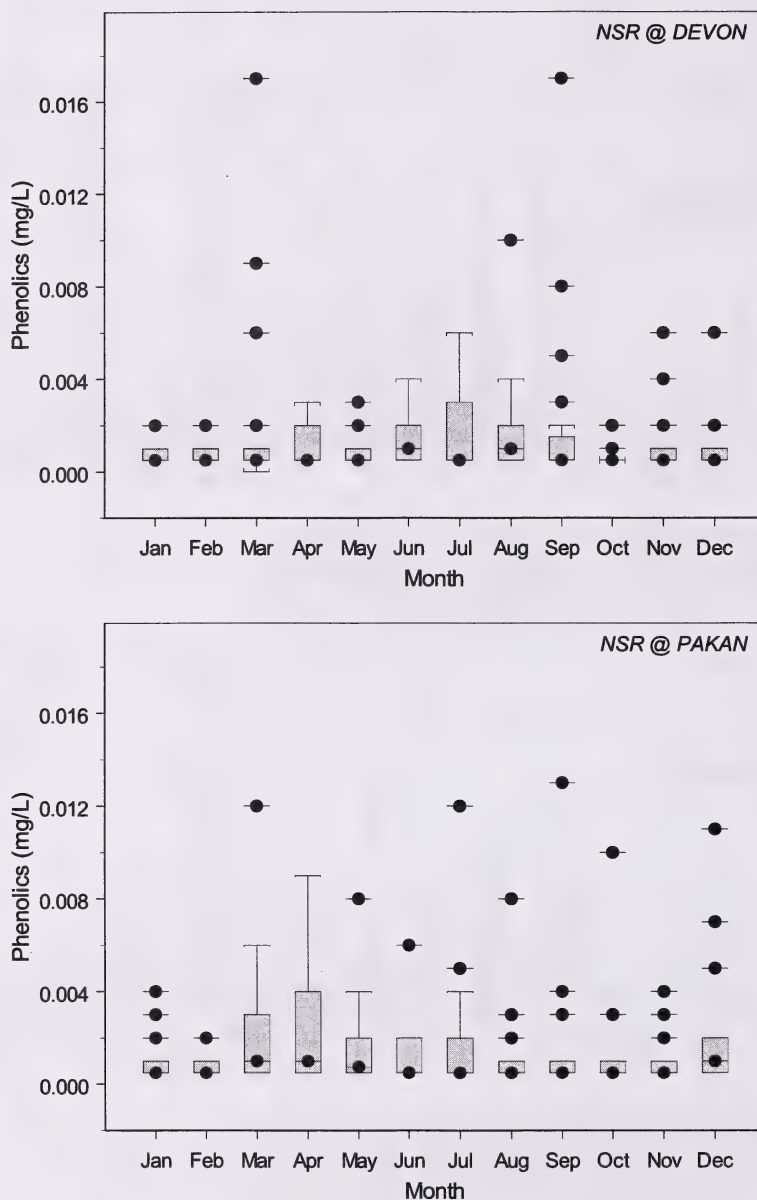 NSR @ DEVON
Phenolics (mg/L)
0.016
0.012
0.008
0.004
0.000
Jan Feb Mar Apr May Jun Jul Aug Sep Oct Nov Dec
Month
NSR @ PAKAN
Phenolics (mg/L)
0.016
0.012
0.008
0.004
0.000
Jan Feb Mar Apr May Jun Jul Aug Sep Oct Nov Dec
Month